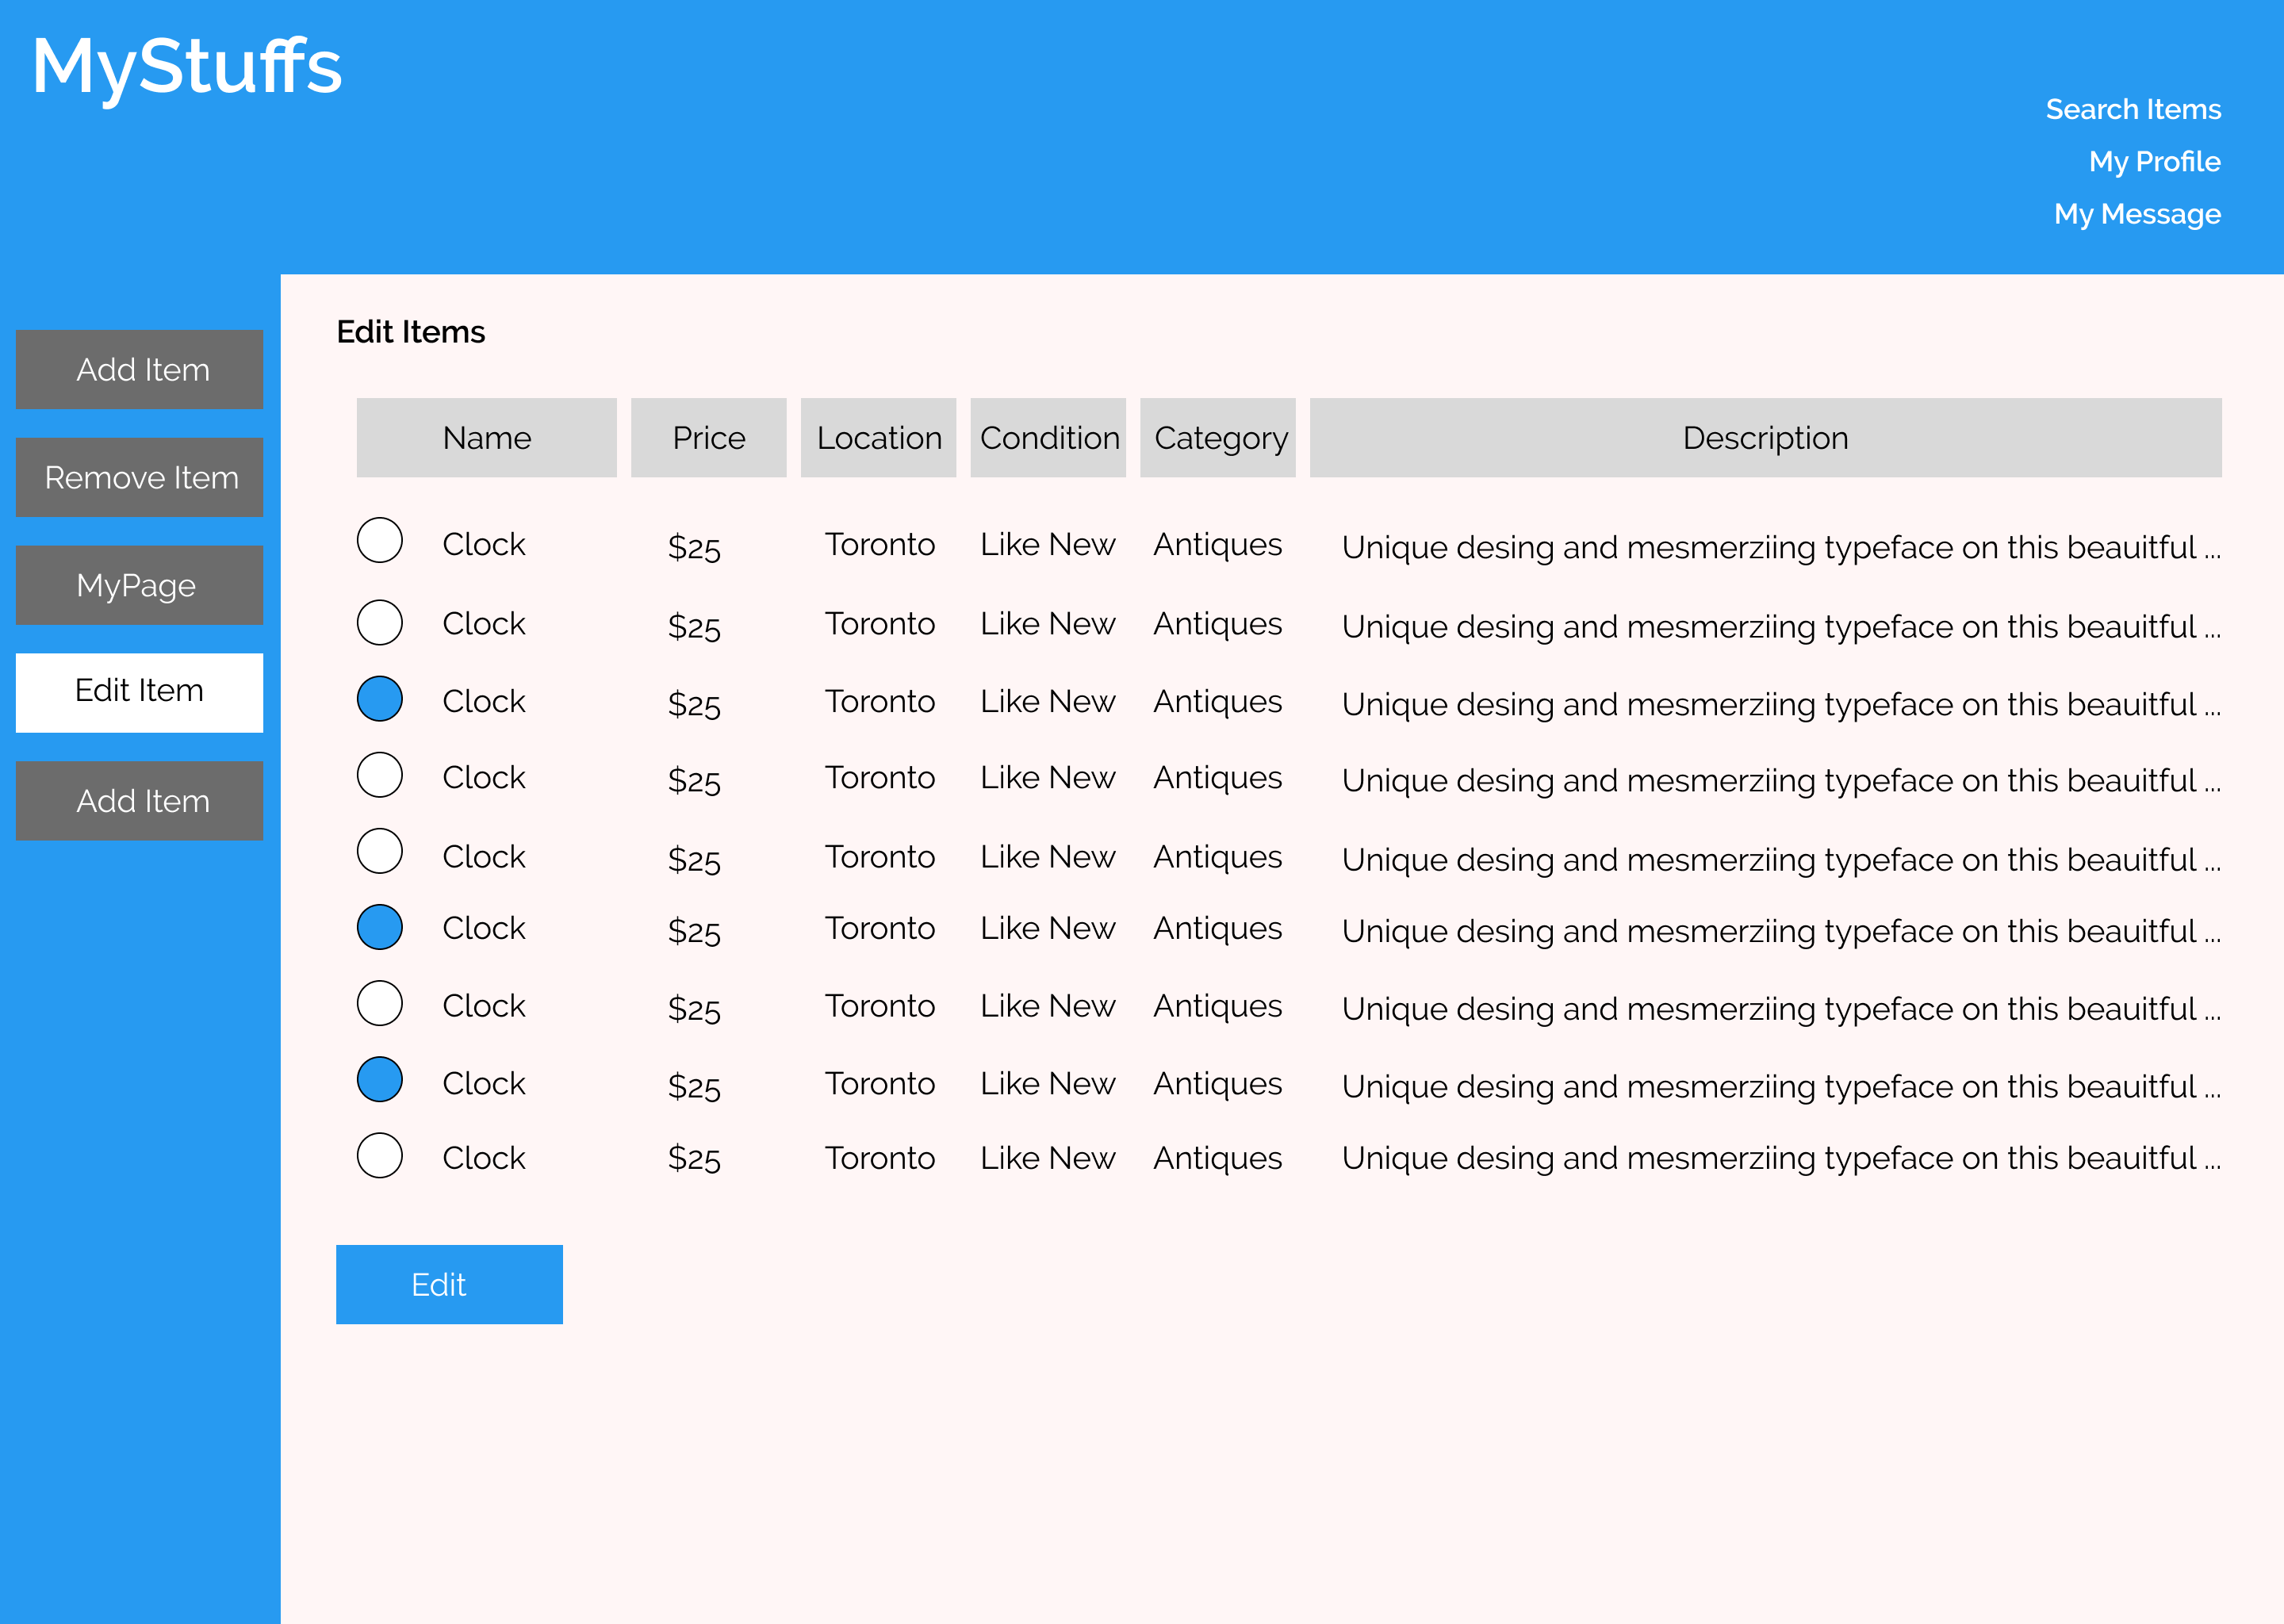 MyStuffs
Search Items
My Profile
My Message
Add Item
Remove Item
MyPage
Edit Item
Add Item
Edit Items
Name Price Location Condition Category Description
Clock $25 Toronto Like New Antiques Unique desing and mesmerziing typeface on this beauitful ...
Clock $25 Toronto Like New Antiques Unique desing and mesmerziing typeface on this beauitful ...
Clock $25 Toronto Like New Antiques Unique desing and mesmerziing typeface on this beauitful ...
Clock $25 Toronto Like New Antiques Unique desing and mesmerziing typeface on this beauitful ...
Clock $25 Toronto Like New Antiques Unique desing and mesmerziing typeface on this beauitful ...
Clock $25 Toronto Like New Antiques Unique desing and mesmerziing typeface on this beauitful ...
Clock $25 Toronto Like New Antiques Unique desing and mesmerziing typeface on this beauitful ...
Clock $25 Toronto Like New Antiques Unique desing and mesmerziing typeface on this beauitful ...
Clock $25 Toronto Like New Antiques Unique desing and mesmerziing typeface on this beauitful ...
Edit